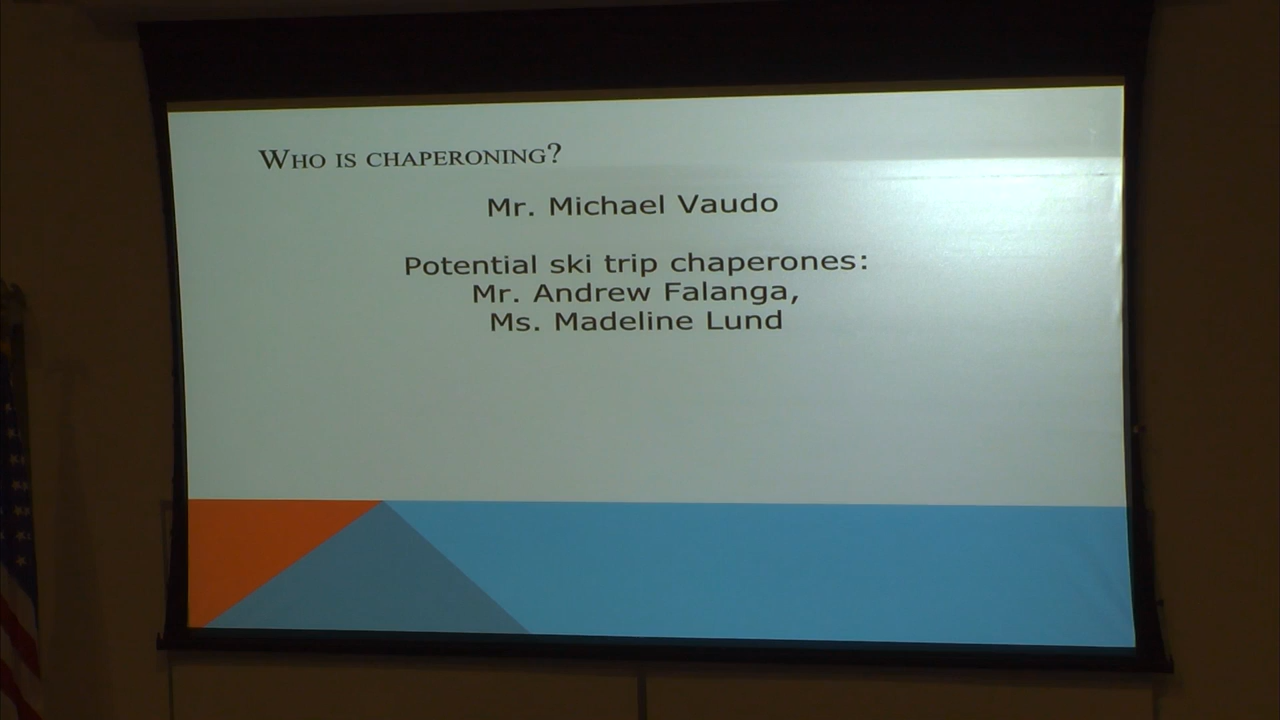 WHO IS CHAPERONING?
Mr. Michael Vaudo
Potential ski trip chaperones:
Mr. Andrew Falanga,
Ms. Madeline Lund